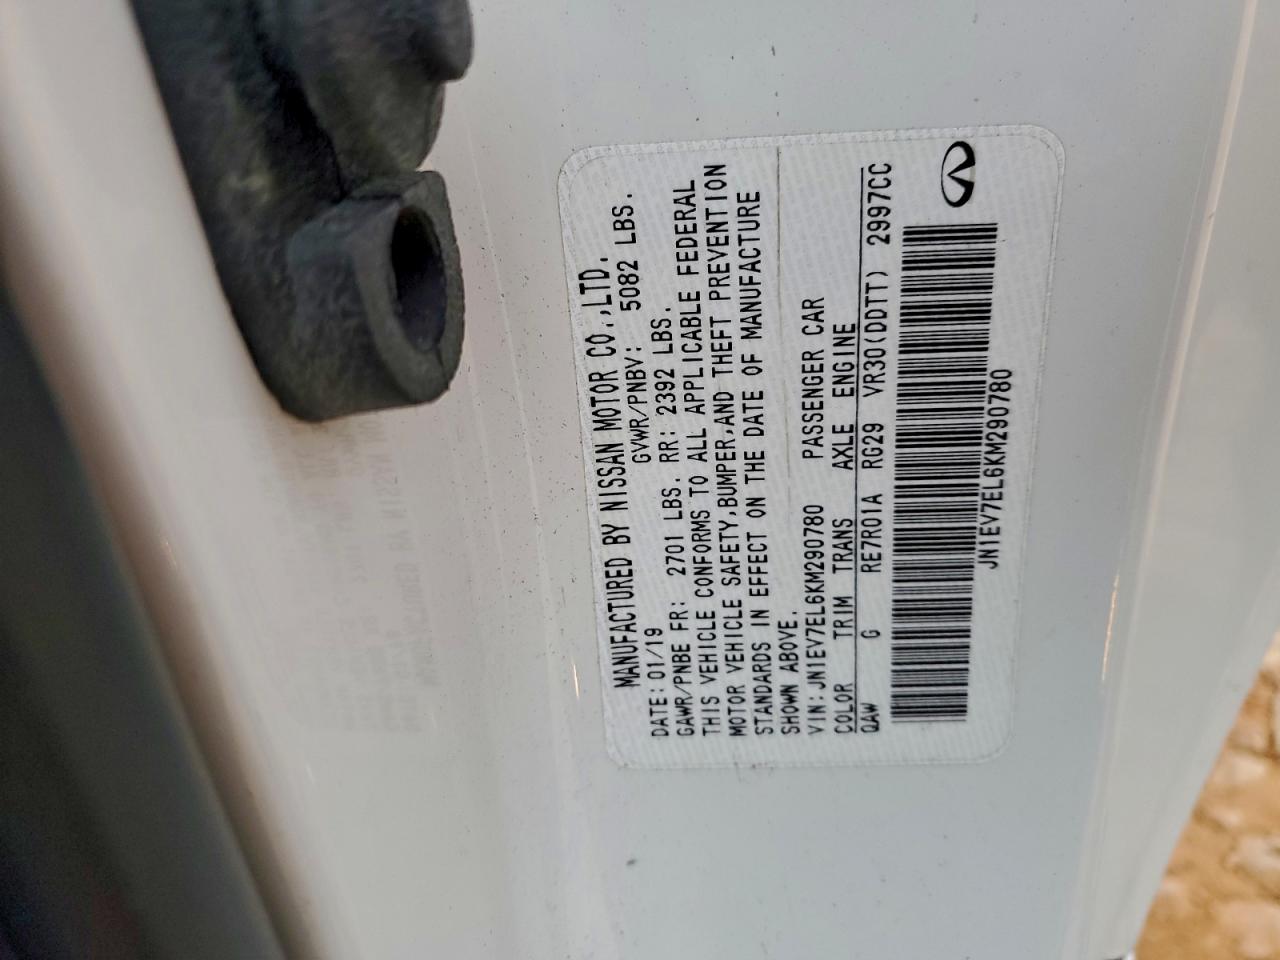 MANUFACTURED BY NISSAN MOTOR CO.,LTD.
DATE: 01/19 GVWR/PNBV: 5082 LBS.
GAWR/PNBE FR: 2701 LBS. RR: 2392 LBS.
THIS VEHICLE CONFORMS TO ALL APPLICABLE FEDERAL
MOTOR VEHICLE SAFETY,BUMPER,AND THEFT PREVENTION
STANDARDS IN EFFECT ON THE DATE OF MANUFACTURE
SHOWN ABOVE.
VIN:JN1EV7EL6KM290780 PASSENGER CAR
COLOR TRIM TRANS AXLE ENGINE
QAW G RE7R01A RG29 VR30(DDTT) 2997CC
JN1EV7EL6KM290780